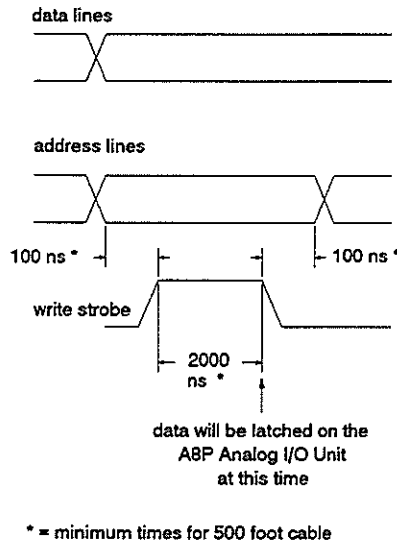 data lines
address lines
100 ns *
100 ns *
write strobe
2000
ns *
data will be latched on the
A8P Analog I/O Unit
at this time
* = minimum times for 500 foot cable